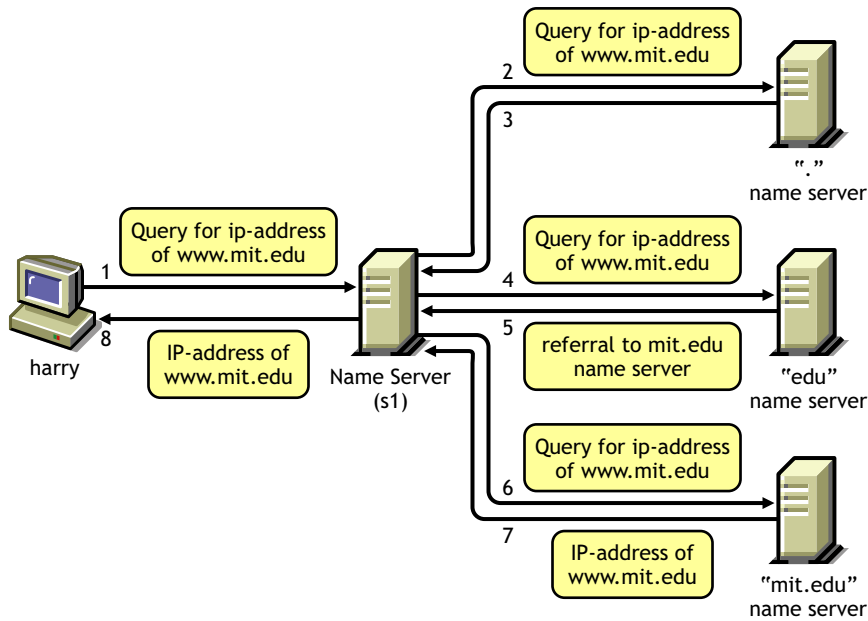 Query for ip-address
of www.mit.edu
2
3
“.”
name server
Query for ip-address
of www.mit.edu
1
8
IP-address of
www.mit.edu
harry
Name Server
(s1)
Query for ip-address
of www.mit.edu
4
5
referral to mit.edu
name server
“edu”
name server
Query for ip-address
of www.mit.edu
6
7
IP-address of
www.mit.edu
“mit.edu”
name server